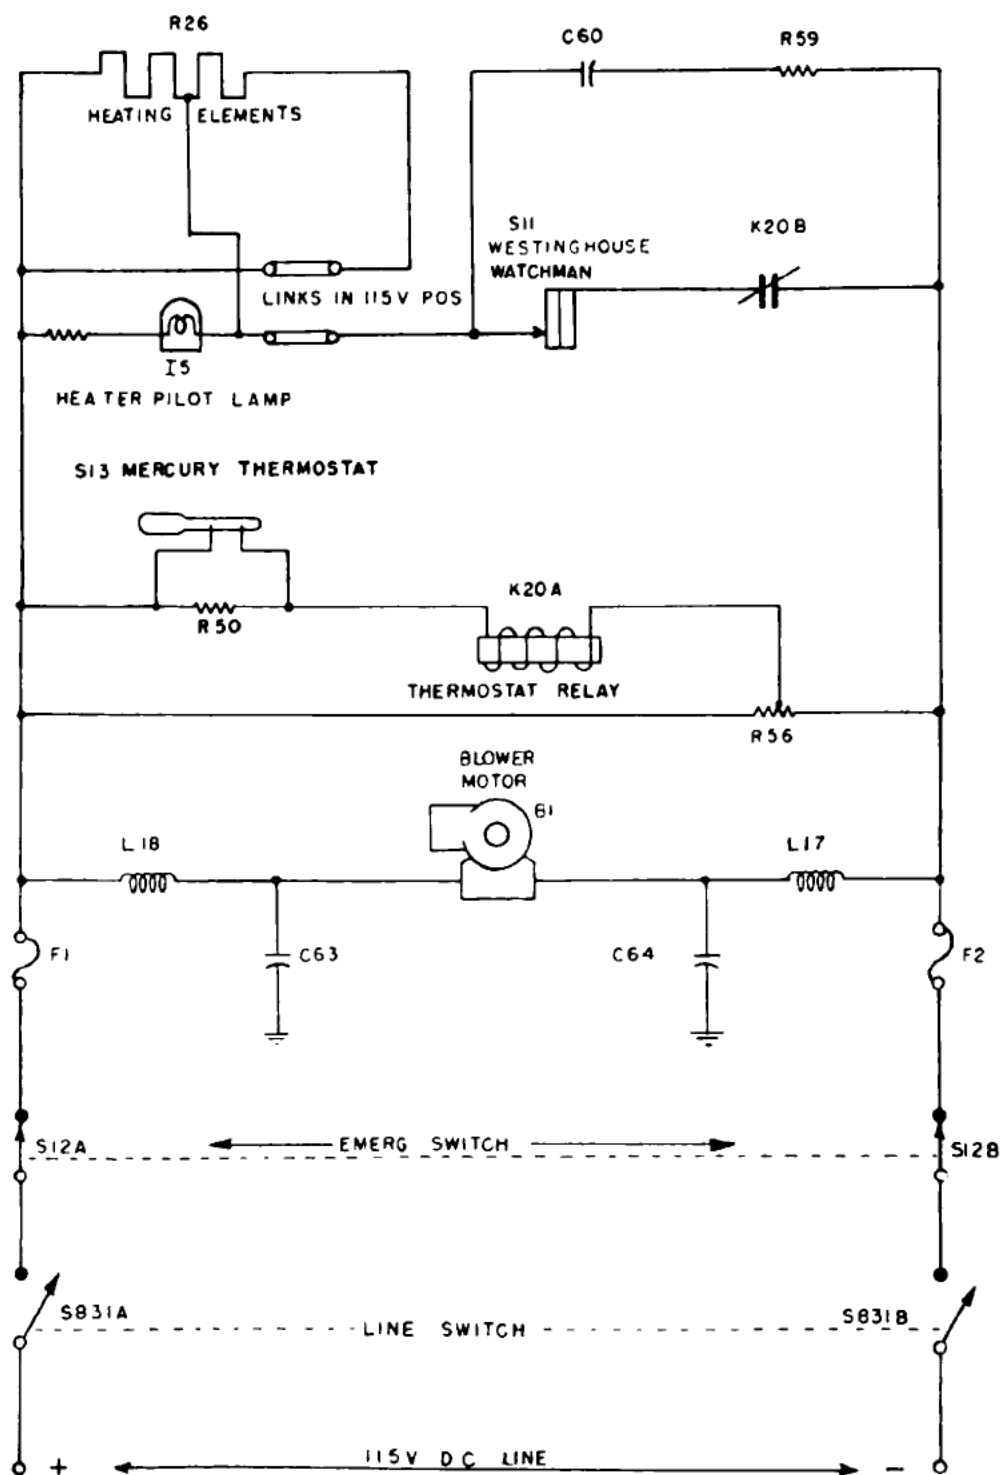 R26
C60
R59
HEATING ELEMENTS
S11
WESTINGHOUSE
WATCHMAN
K20B
LINKS IN 115V POS
I5
HEATER PILOT LAMP
S13 MERCURY THERMOSTAT
K20A
R50
THERMOSTAT RELAY
R56
BLOWER
MOTOR
B1
L18
L17
F1
C63
C64
F2
S12A
EMERG SWITCH
S12B
S831A
LINE SWITCH
S831B
+
115V DC LINE
-